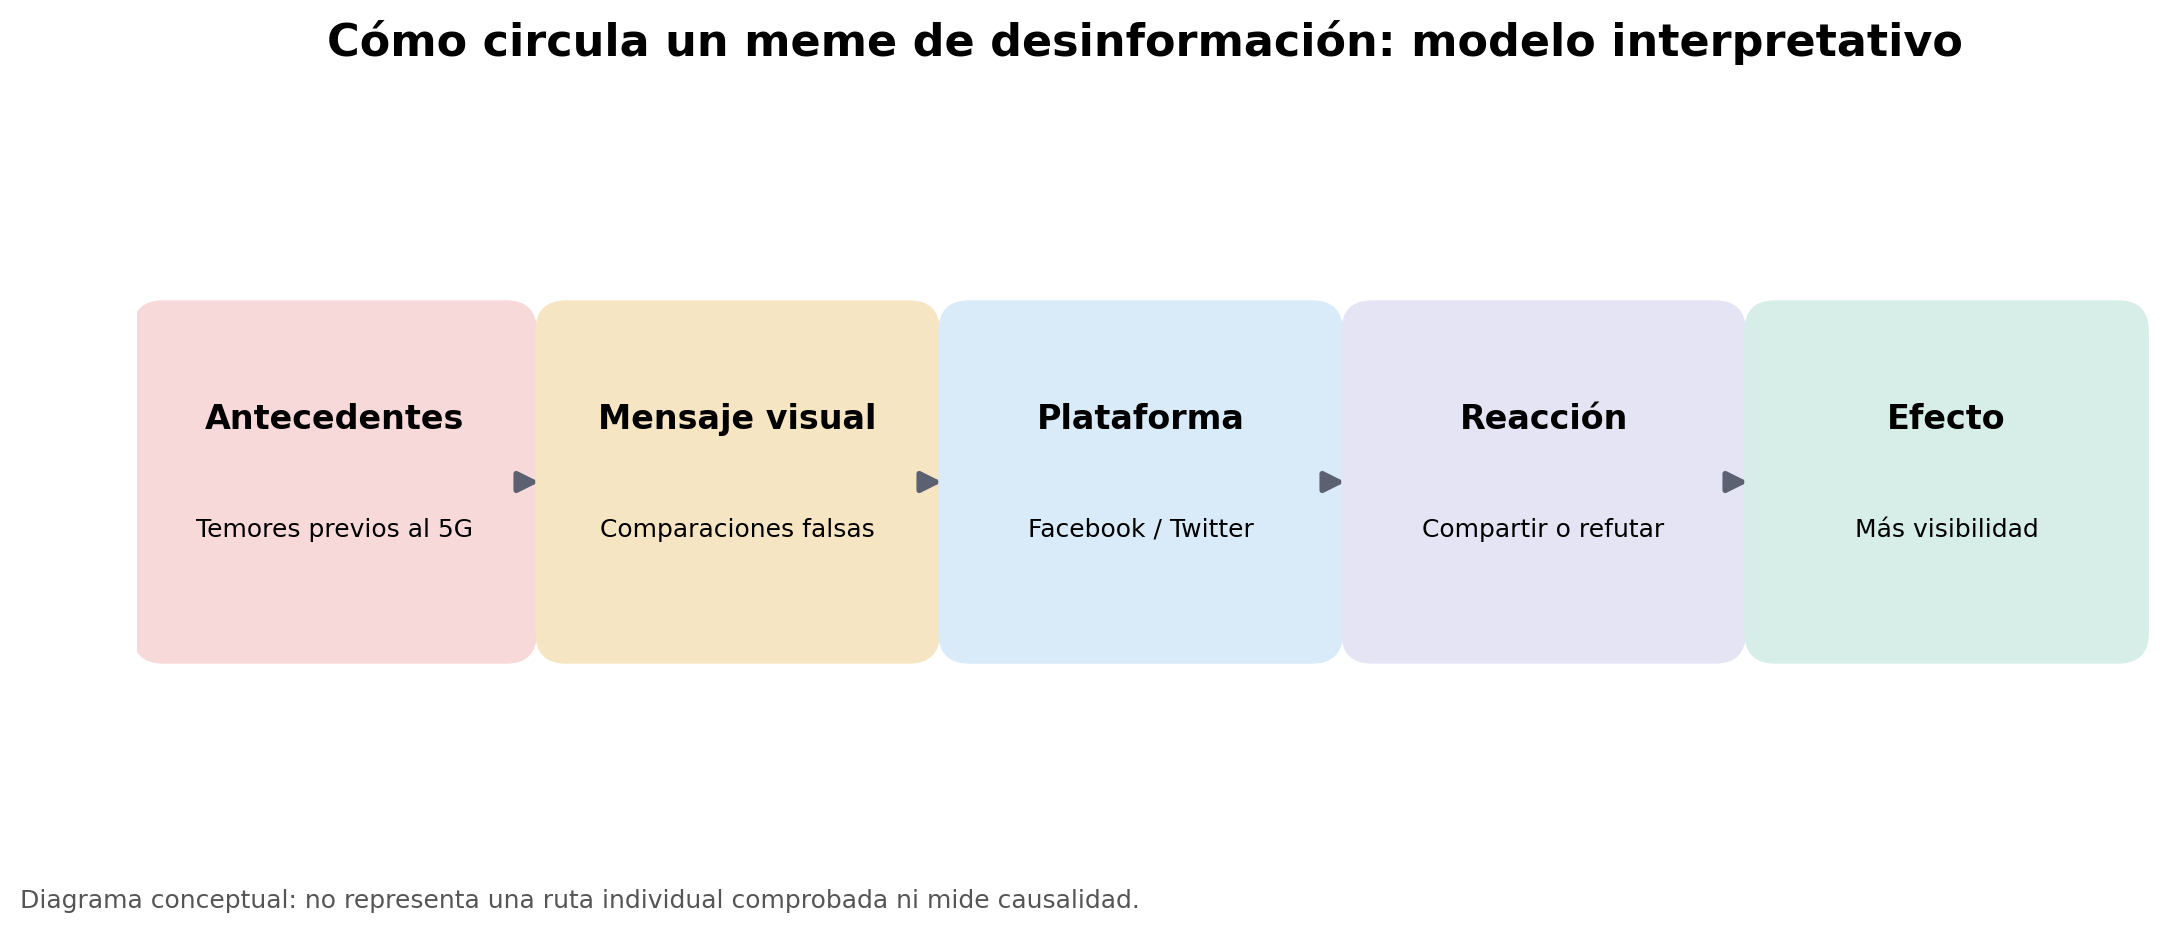 Cómo circula un meme de desinformación: modelo interpretativo
Antecedentes
Temores previos al 5G
Mensaje visual
Comparaciones falsas
Plataforma
Facebook / Twitter
Reacción
Compartir o refutar
Efecto
Más visibilidad
Diagrama conceptual: no representa una ruta individual comprobada ni mide causalidad.